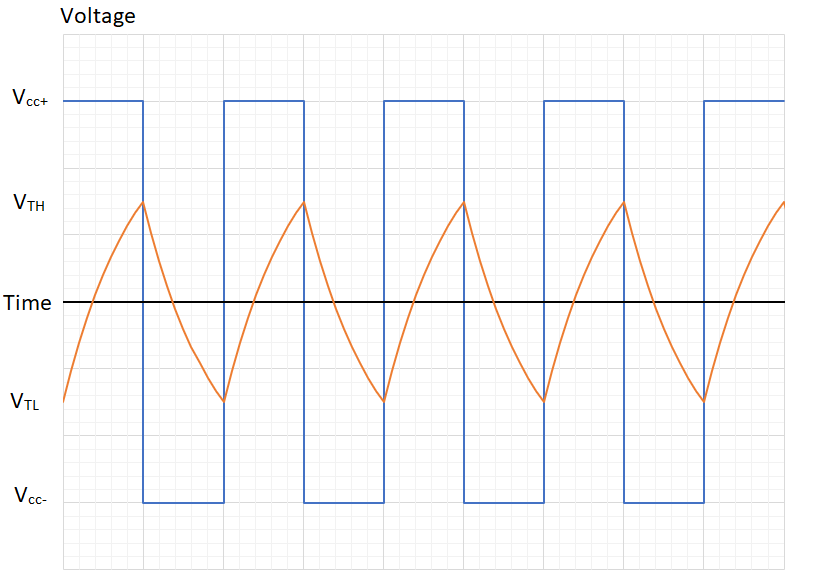 Voltage
Vcc+
VTH
Time
VTL
Vcc-